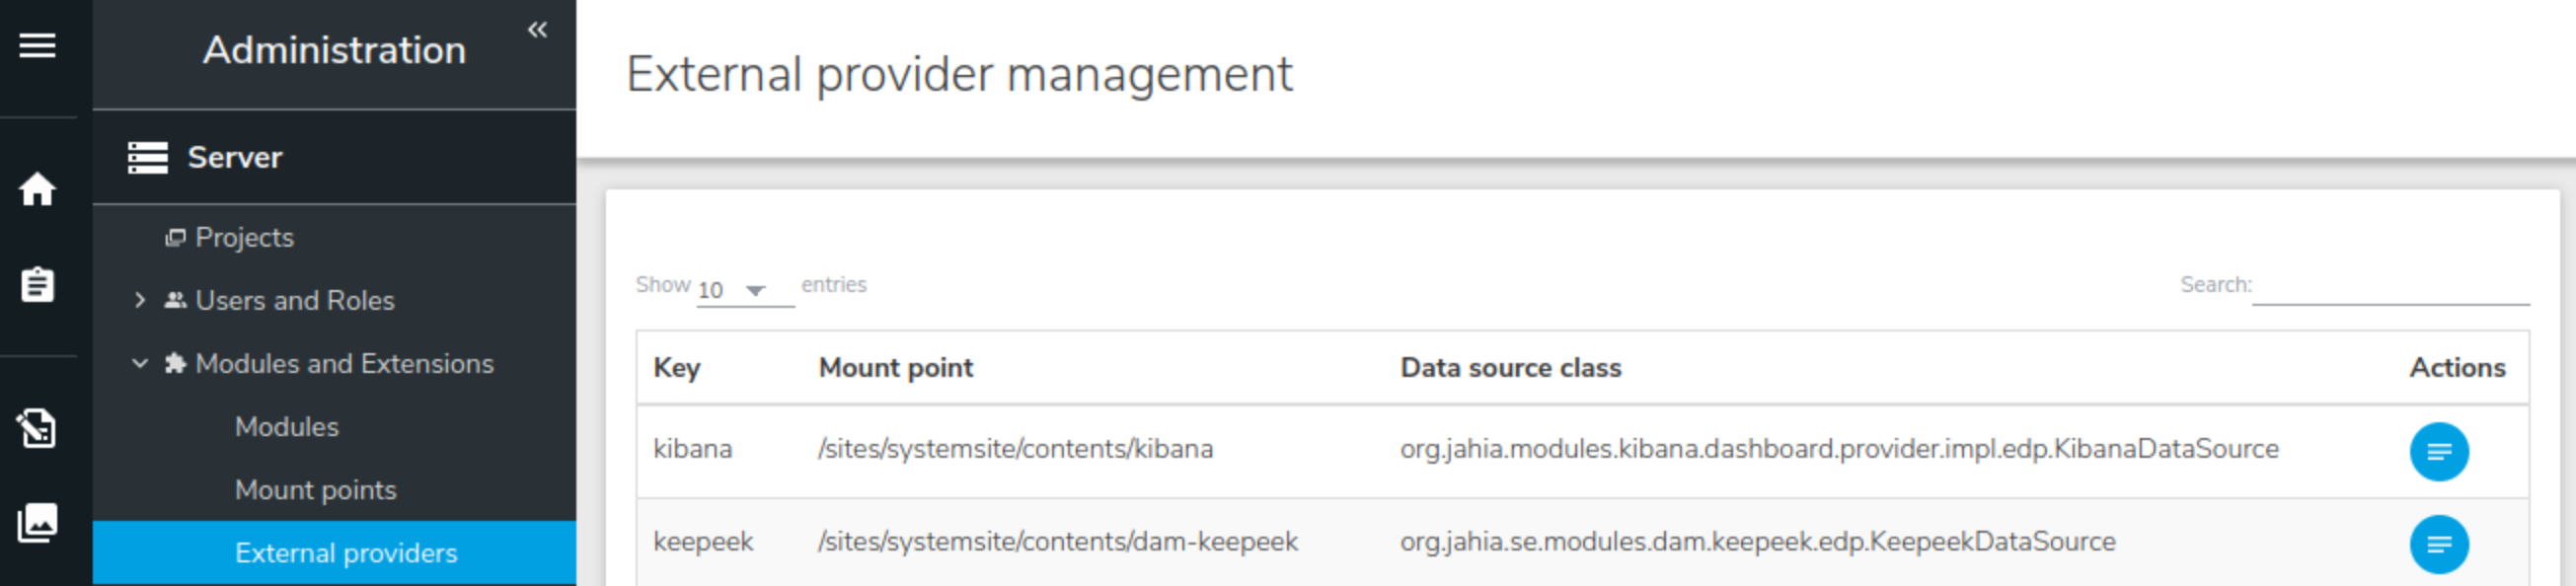 Administration «
Server
Projects
Users and Roles
Modules and Extensions
Modules
Mount points
External providers
External provider management
Show 10 entries
Search:
Key Mount point Data source class Actions
kibana /sites/systemsite/contents/kibana org.jahia.modules.kibana.dashboard.provider.impl.edp.KibanaDataSource
keepeek /sites/systemsite/contents/dam-keepeek org.jahia.se.modules.dam.keepeek.edp.KeepeekDataSource